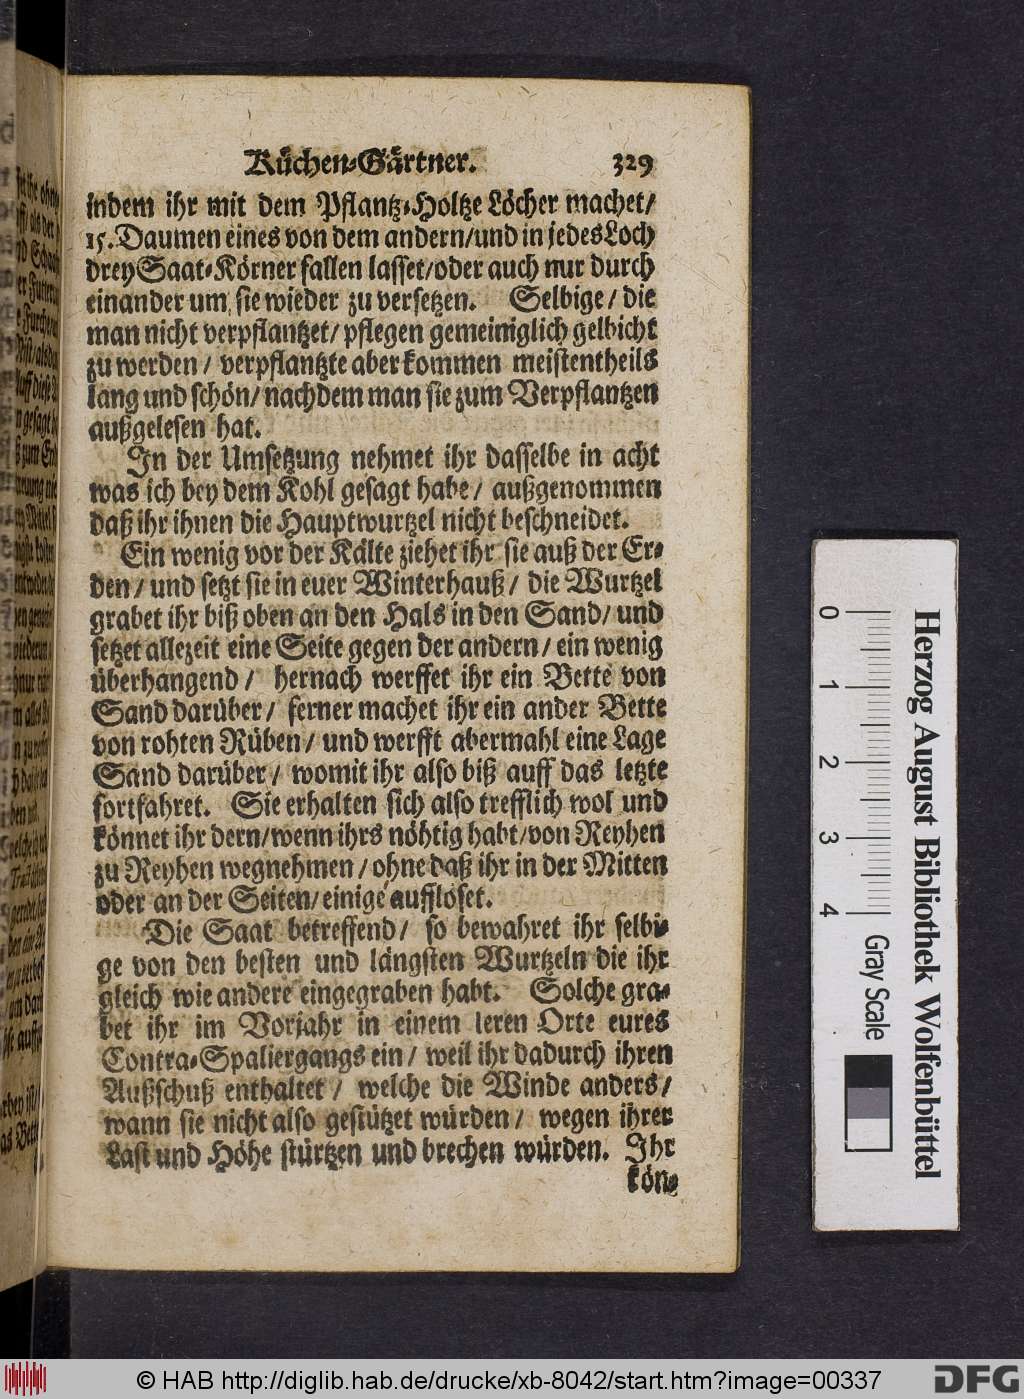 Küchen-Gärtner. 329
indem ihr mit dem Pflantz-Holtze Löcher machet/
15. Daumen eines von dem andern/und in jedes Loch
drey Saat-Körner fallen lasset/oder auch nur durch
einander um sie wieder zu versetzen. Selbige/ die
man nicht verpflantzet/ pflegen gemeiniglich gelbicht
zu werden/ verpflantzte aber kommen meistentheils
lang und schön/ nachdem man sie zum Verpflantzen
außgelesen hat.
In der Umsetzung nehmet ihr dasselbe in acht
was ich bey dem Kohl gesagt habe/ außgenommen
daß ihr ihnen die Hauptwurtzel nicht beschneidet.
Ein wenig vor der Kälte ziehet ihr sie auß der Er-
den/ und setzt sie in euer Winterhauß/ die Wurtzel
grabet ihr biß oben an den Hals in den Sand/ und
setzet allezeit eine Seite gegen der andern/ ein wenig
überhangend/ hernach werffet ihr ein Bette von
Sand darüber/ ferner machet ihr ein ander Bette
von rohten Rüben/ und werfft abermahl eine Lage
Sand darüber/ womit ihr also biß auff das letzte
fortfahret. Sie erhalten sich also trefflich wol und
könnet ihr dern/wenn ihrs nöhtig habt/von Reyhen
zu Reyhen wegnehmen/ ohne daß ihr in der Mitten
oder an der Seiten/ einige aufflöset.
Die Saat betreffend/ so bewahret ihr selbi-
ge von den besten und längsten Wurtzeln die ihr
gleich wie andere eingegraben habt. Solche gra-
bet ihr im Vorjahr in einem leren Orte eures
Contra-Spaliergangs ein/ weil ihr dadurch ihren
Außschuß enthaltet/ welche die Winde anders/
wann sie nicht also gestützet würden/ wegen ihrer
Last und Höhe stürtzen und brechen würden. Ihr
kön-
0 1 2 3 4
Gray Scale
Herzog August Bibliothek Wolfenbüttel
© HAB http://diglib.hab.de/drucke/xb-8042/start.htm?image=00337
DFG